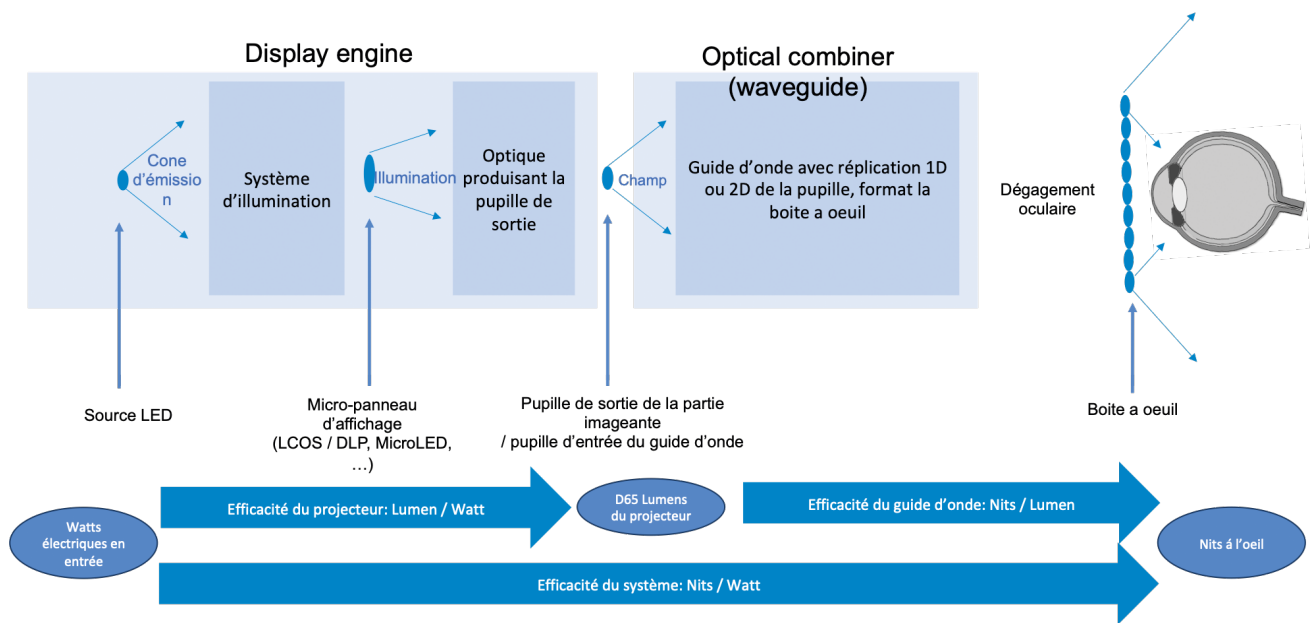 Display engine
Optical combiner
(waveguide)
Cone
d'émissio
n
Système
d'illumination
Illumination
Optique
produisant la
pupille de
sortie
Champ
Guide d'onde avec réplication 1D
ou 2D de la pupille, format la
boite a oeuil
Dégagement
oculaire
Source LED
Micro-panneau
d'affichage
(LCOS / DLP, MicroLED,
…)
Pupille de sortie de la partie
imageante
/ pupille d'entrée du guide d'onde
Boite a oeuil
Watts
électriques en
entrée
Efficacité du projecteur: Lumen / Watt
D65 Lumens
du projecteur
Efficacité du guide d'onde: Nits / Lumen
Nits á l'oeil
Efficacité du système: Nits / Watt